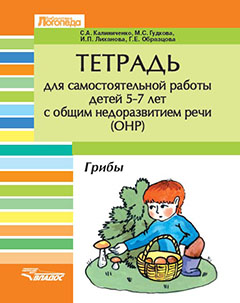 Логопеда
С.А. Калиниченко, М.С. Гудкова,
И.П. Лиханова, Г.Е. Образцова
ТЕТРАДЬ
для самостоятельной работы
детей 5–7 лет
с общим недоразвитием речи
(ОНР)
Грибы
ВЛАДОС